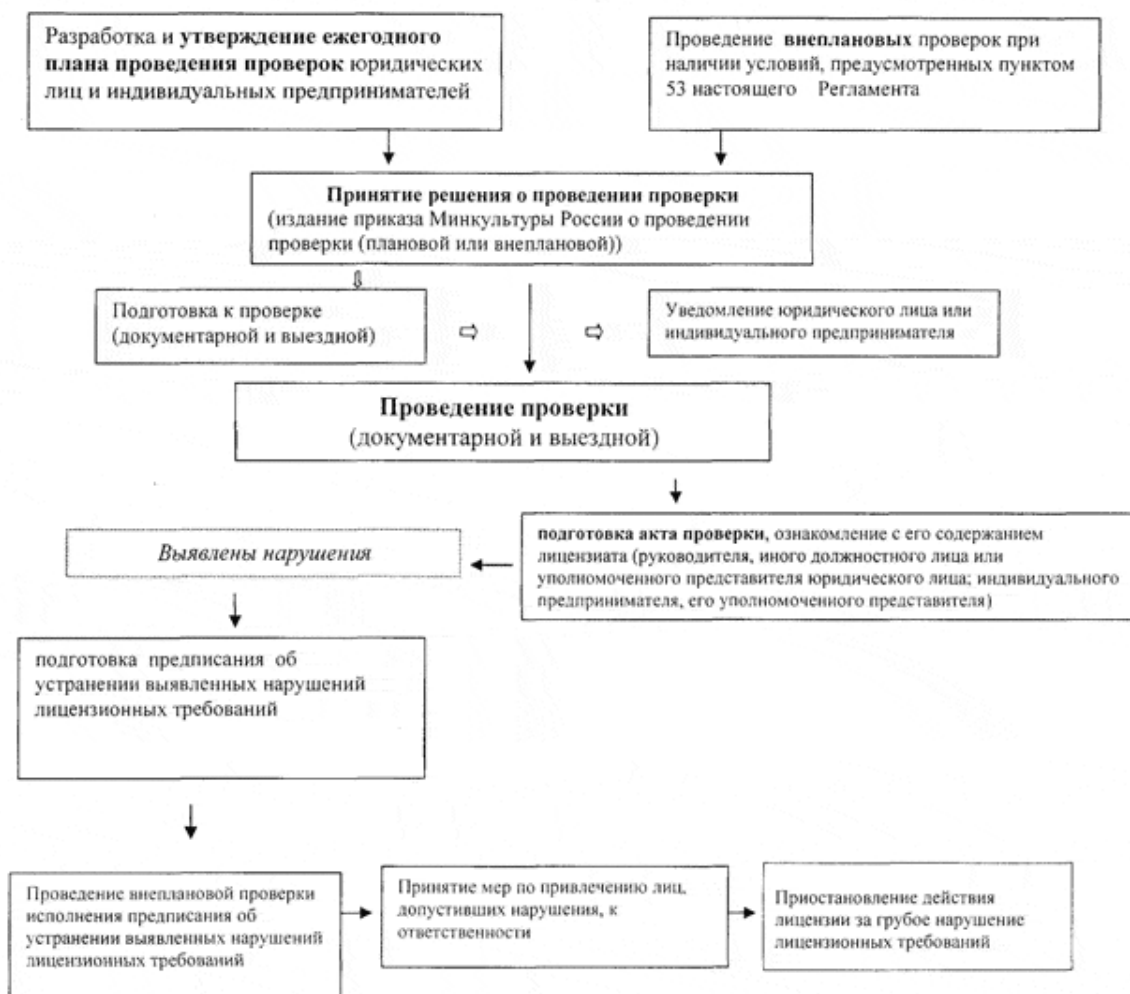 Разработка и утверждение ежегодного
плана проведения проверок юридических
лиц и индивидуальных предпринимателей
Проведение внеплановых проверок при
наличии условий, предусмотренных пунктом
53 настоящего Регламента
Принятие решения о проведении проверки
(издание приказа Минкультуры России о проведении
проверки (плановой или внеплановой))
Подготовка к проверке
(документарной и выездной)
Уведомление юридического лица или
индивидуального предпринимателя
Проведение проверки
(документарной и выездной)
подготовка акта проверки, ознакомление с его содержанием
лицензиата (руководителя, иного должностного лица или
уполномоченного представителя юридического лица; индивидуального
предпринимателя, его уполномоченного представителя)
Выявлены нарушения
подготовка предписания об
устранении выявленных нарушений
лицензионных требований
Проведение внеплановой проверки
исполнения предписания об
устранении выявленных нарушений
лицензионных требований
Принятие мер по привлечению лиц,
допустивших нарушения, к
ответственности
Приостановление действия
лицензии за грубое нарушение
лицензионных требований